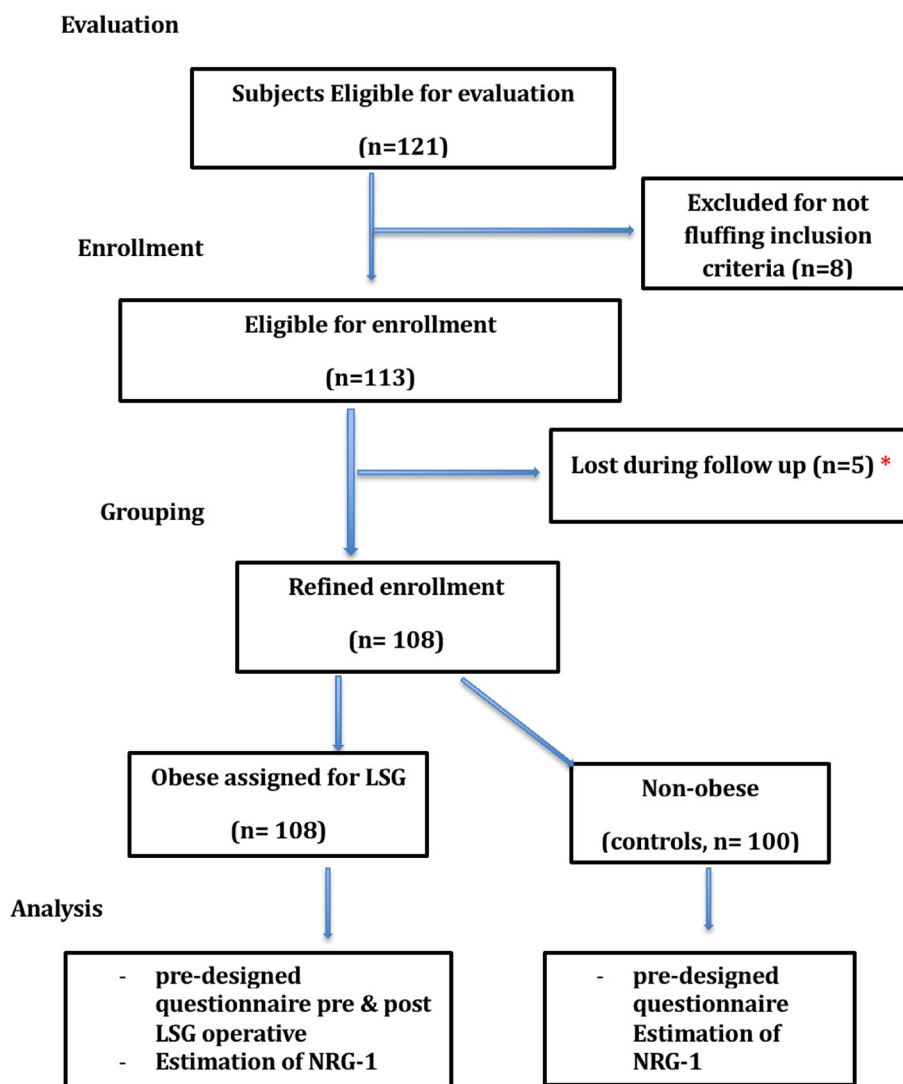 Evaluation
Subjects Eligible for evaluation
(n=121)
Excluded for not
fluffing inclusion
criteria (n=8)
Enrollment
Eligible for enrollment
(n=113)
Lost during follow up (n=5) *
Grouping
Refined enrollment
(n= 108)
Obese assigned for LSG
(n= 108)
Non-obese
(controls, n= 100)
Analysis
- pre-designed
questionnaire pre & post
LSG operative
- Estimation of NRG-1
- pre-designed
questionnaire
Estimation of
NRG-1